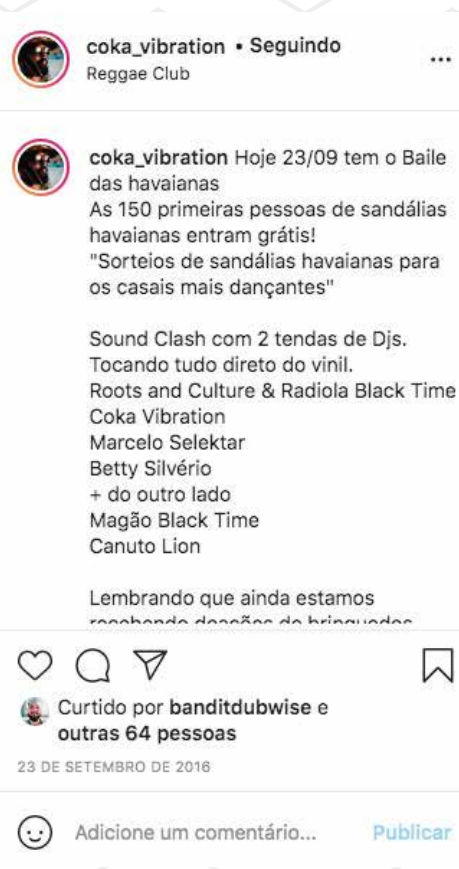 coka_vibration • Seguindo
...
Reggae Club
coka_vibration Hoje 23/09 tem o Baile
das havaianas
As 150 primeiras pessoas de sandálias
havaianas entram grátis!
"Sorteios de sandálias havaianas para
os casais mais dançantes"
Sound Clash com 2 tendas de Djs.
Tocando tudo direto do vinil.
Roots and Culture & Radiola Black Time
Coka Vibration
Marcelo Selektar
Betty Silvério
+ do outro lado
Magão Black Time
Canuto Lion
Lembrando que ainda estamos
recebendo doações de brinquedos
Curtido por banditdubwise e
outras 64 pessoas
23 DE SETEMBRO DE 2016
Adicione um comentário... Publicar